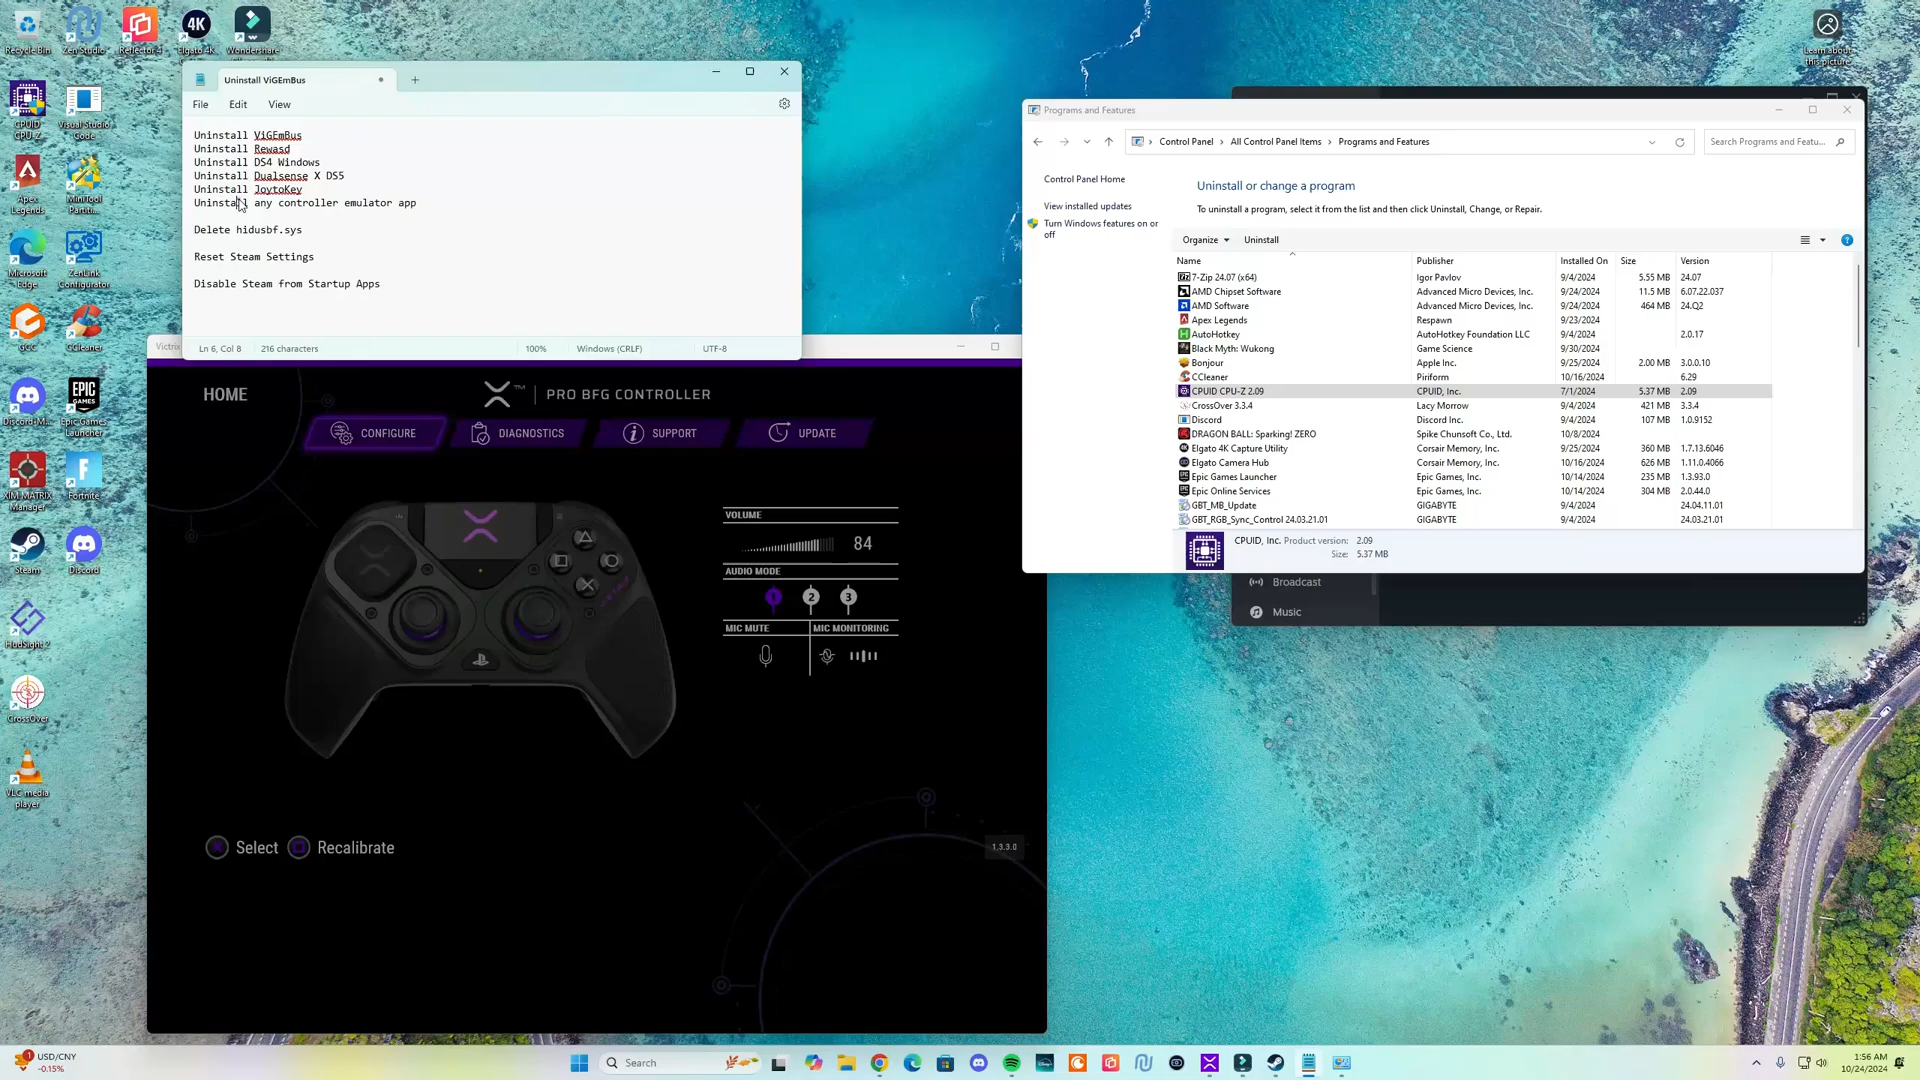 Recycle Bin
Zen Studio
Reflector 4
Elgato 4K...
Wondershare
CPUID
CPU-Z
Visual Studio
Code
Apex
Legends
MiniTool
Partiti...
Microsoft
Edge
ZenLink
Configurator
GCC
CCleaner
Discord-M...
Epic Games
Launcher
XIM MATRIX
Manager
Fortnite
Steam
Discord
HudSight 2
CrossOver
VLC media
player
Learn about
this picture
Uninstall ViGEmBus
File Edit View
Uninstall ViGEmBus
Uninstall Rewasd
Uninstall DS4 Windows
Uninstall Dualsense X DS5
Uninstall JoytoKey
Uninstall any controller emulator app
Delete hidusbf.sys
Reset Steam Settings
Disable Steam from Startup Apps
Ln 6, Col 8 216 characters 100% Windows (CRLF) UTF-8
Victrix
HOME
PRO BFG CONTROLLER
CONFIGURE
DIAGNOSTICS
SUPPORT
UPDATE
VOLUME
84
AUDIO MODE
1 2 3
MIC MUTE MIC MONITORING
Select Recalibrate
1.3.3.0
Programs and Features
Control Panel > All Control Panel Items > Programs and Features
Search Programs and Featu...
Control Panel Home
View installed updates
Turn Windows features on or
off
Uninstall or change a program
To uninstall a program, select it from the list and then click Uninstall, Change, or Repair.
Organize Uninstall
Name Publisher Installed On Size Version
7-Zip 24.07 (x64) Igor Pavlov 9/4/2024 5.55 MB 24.07
AMD Chipset Software Advanced Micro Devices, Inc. 9/24/2024 11.5 MB 6.07.22.037
AMD Software Advanced Micro Devices, Inc. 9/24/2024 464 MB 24.Q2
Apex Legends Respawn 9/23/2024
AutoHotkey AutoHotkey Foundation LLC 9/4/2024 2.0.17
Black Myth: Wukong Game Science 9/30/2024
Bonjour Apple Inc. 9/25/2024 2.00 MB 3.0.0.10
CCleaner Piriform 10/16/2024 6.29
CPUID CPU-Z 2.09 CPUID, Inc. 7/1/2024 5.37 MB 2.09
CrossOver 3.3.4 Lacy Morrow 9/4/2024 421 MB 3.3.4
Discord Discord Inc. 9/4/2024 107 MB 1.0.9152
DRAGON BALL: Sparking! ZERO Spike Chunsoft Co., Ltd. 10/8/2024
Elgato 4K Capture Utility Corsair Memory, Inc. 9/25/2024 360 MB 1.7.13.6046
Elgato Camera Hub Corsair Memory, Inc. 10/16/2024 626 MB 1.11.0.4066
Epic Games Launcher Epic Games, Inc. 10/14/2024 235 MB 1.3.93.0
Epic Online Services Epic Games, Inc. 10/14/2024 304 MB 2.0.44.0
GBT_MB_Update GIGABYTE 9/4/2024 24.04.11.01
GBT_RGB_Sync_Control 24.03.21.01 GIGABYTE 9/4/2024 24.03.21.01
CPUID, Inc. Product version: 2.09
Size: 5.37 MB
Broadcast
Music
USD/CNY
-0.15%
Search
1:56 AM
10/24/2024